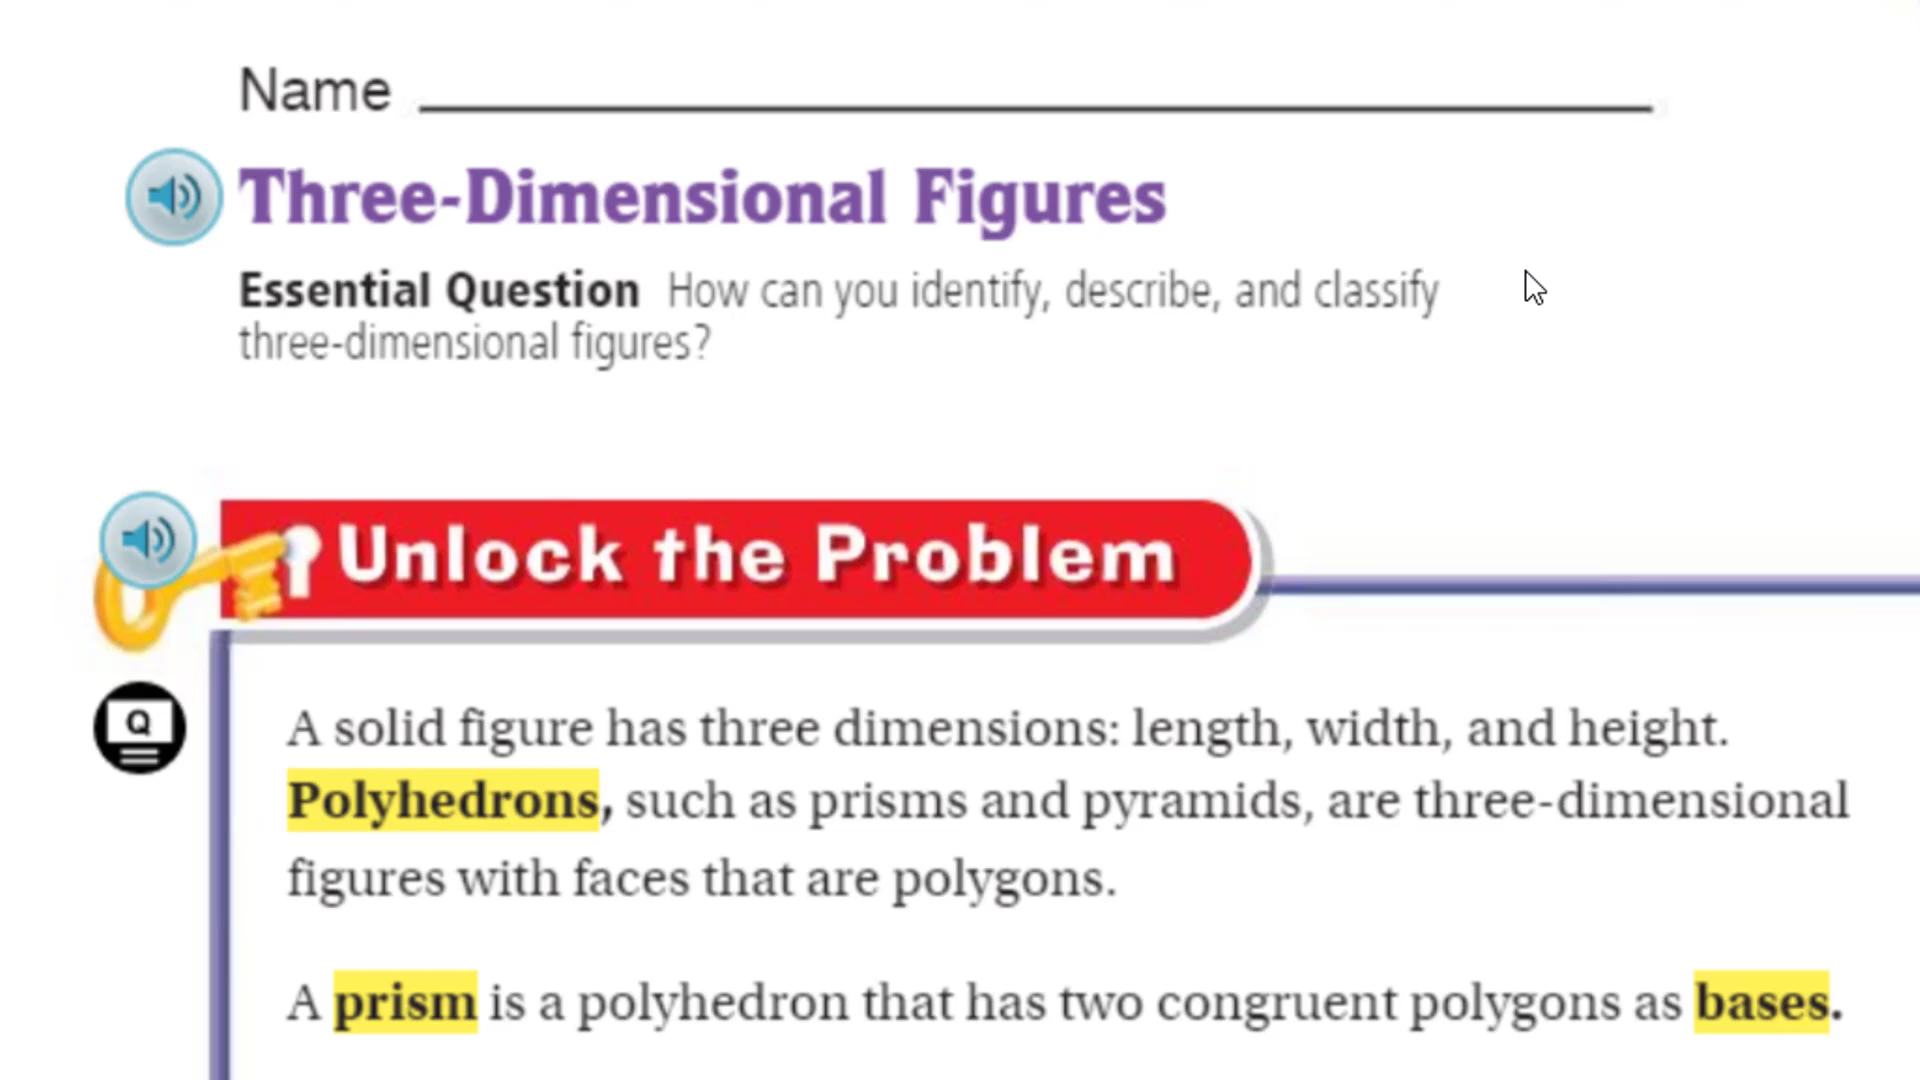 Name
Three-Dimensional Figures
Essential Question How can you identify, describe, and classify
three-dimensional figures?
Unlock the Problem
Q
A solid figure has three dimensions: length, width, and height.
Polyhedrons, such as prisms and pyramids, are three-dimensional
figures with faces that are polygons.
A prism is a polyhedron that has two congruent polygons as bases.